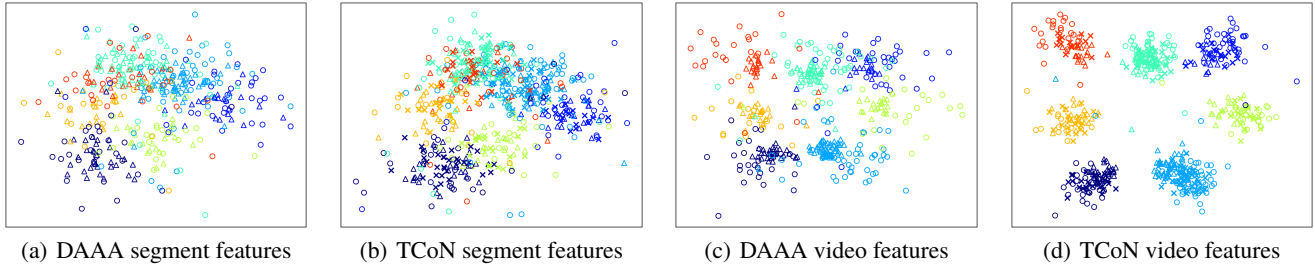 (a) DAAA segment features
(b) TCoN segment features
(c) DAAA video features
(d) TCoN video features